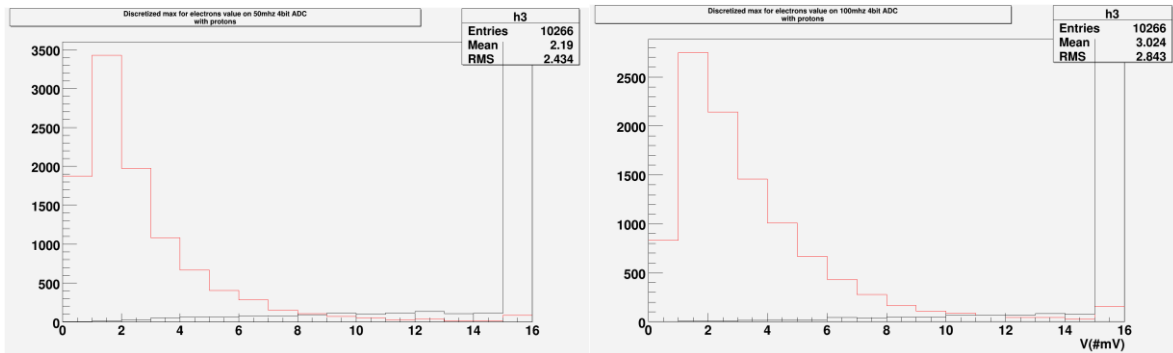 Discretized max for electrons value on 50mhz 4bit ADC
with protons
h3
Entries 10266
Mean 2.19
RMS 2.434
3500
3000
2500
2000
1500
1000
500
0
0 2 4 6 8 10 12 14 16
Discretized max for electrons value on 100mhz 4bit ADC
with protons
h3
Entries 10266
Mean 3.024
RMS 2.843
2500
2000
1500
1000
500
0
0 2 4 6 8 10 12 14 16
V(#mV)